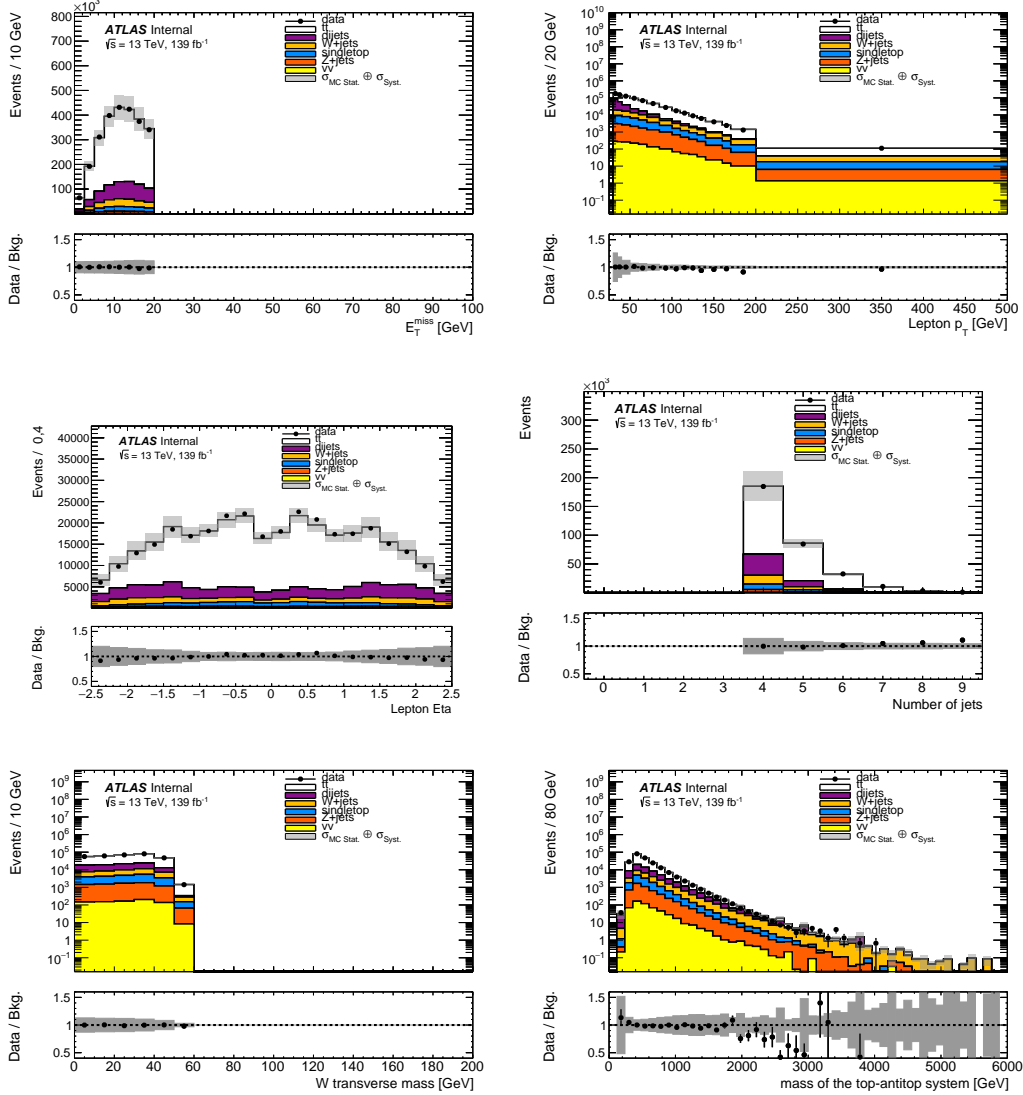 ×10³
800
700
600
500
400
300
200
100
Events / 10 GeV
ATLAS Internal
√s = 13 TeV, 139 fb⁻¹
data
tt
dijets
W+jets
singletop
Z+jets
vv
σ MC Stat. ⊕ σ Syst.
1.5
1
0.5
Data / Bkg.
0 10 20 30 40 50 60 70 80 90 100
E_T^miss [GeV]
10¹⁰
10⁹
10⁸
10⁷
10⁶
10⁵
10⁴
10³
10²
10
1
10⁻¹
Events / 20 GeV
ATLAS Internal
√s = 13 TeV, 139 fb⁻¹
data
tt
dijets
W+jets
singletop
Z+jets
vv
σ MC Stat. ⊕ σ Syst.
1.5
1
0.5
Data / Bkg.
50 100 150 200 250 300 350 400 450 500
Lepton p_T [GeV]
40000
35000
30000
25000
20000
15000
10000
5000
Events / 0,4
ATLAS Internal
√s = 13 TeV, 139 fb⁻¹
data
tt
dijets
W+jets
singletop
Z+jets
vv
σ MC Stat. ⊕ σ Syst.
1.5
1
0.5
Data / Bkg.
−2.5 −2 −1.5 −1 −0.5 0 0.5 1 1.5 2 2.5
Lepton Eta
×10³
300
250
200
150
100
50
Events
ATLAS Internal
√s = 13 TeV, 139 fb⁻¹
data
tt
dijets
W+jets
singletop
Z+jets
vv
σ MC Stat. ⊕ σ Syst.
1.5
1
0.5
Data / Bkg.
0 1 2 3 4 5 6 7 8 9
Number of jets
10⁹
10⁸
10⁷
10⁶
10⁵
10⁴
10³
10²
10
1
10⁻¹
Events / 10 GeV
ATLAS Internal
√s = 13 TeV, 139 fb⁻¹
data
tt
dijets
W+jets
singletop
Z+jets
vv
σ MC Stat. ⊕ σ Syst.
1.5
1
0.5
Data / Bkg.
0 20 40 60 80 100 120 140 160 180 200
W transverse mass [GeV]
10⁹
10⁸
10⁷
10⁶
10⁵
10⁴
10³
10²
10
1
10⁻¹
Events / 80 GeV
ATLAS Internal
√s = 13 TeV, 139 fb⁻¹
data
tt
dijets
W+jets
singletop
Z+jets
vv
σ MC Stat. ⊕ σ Syst.
1.5
1
0.5
Data / Bkg.
0 1000 2000 3000 4000 5000 6000
mass of the top-antitop system [GeV]